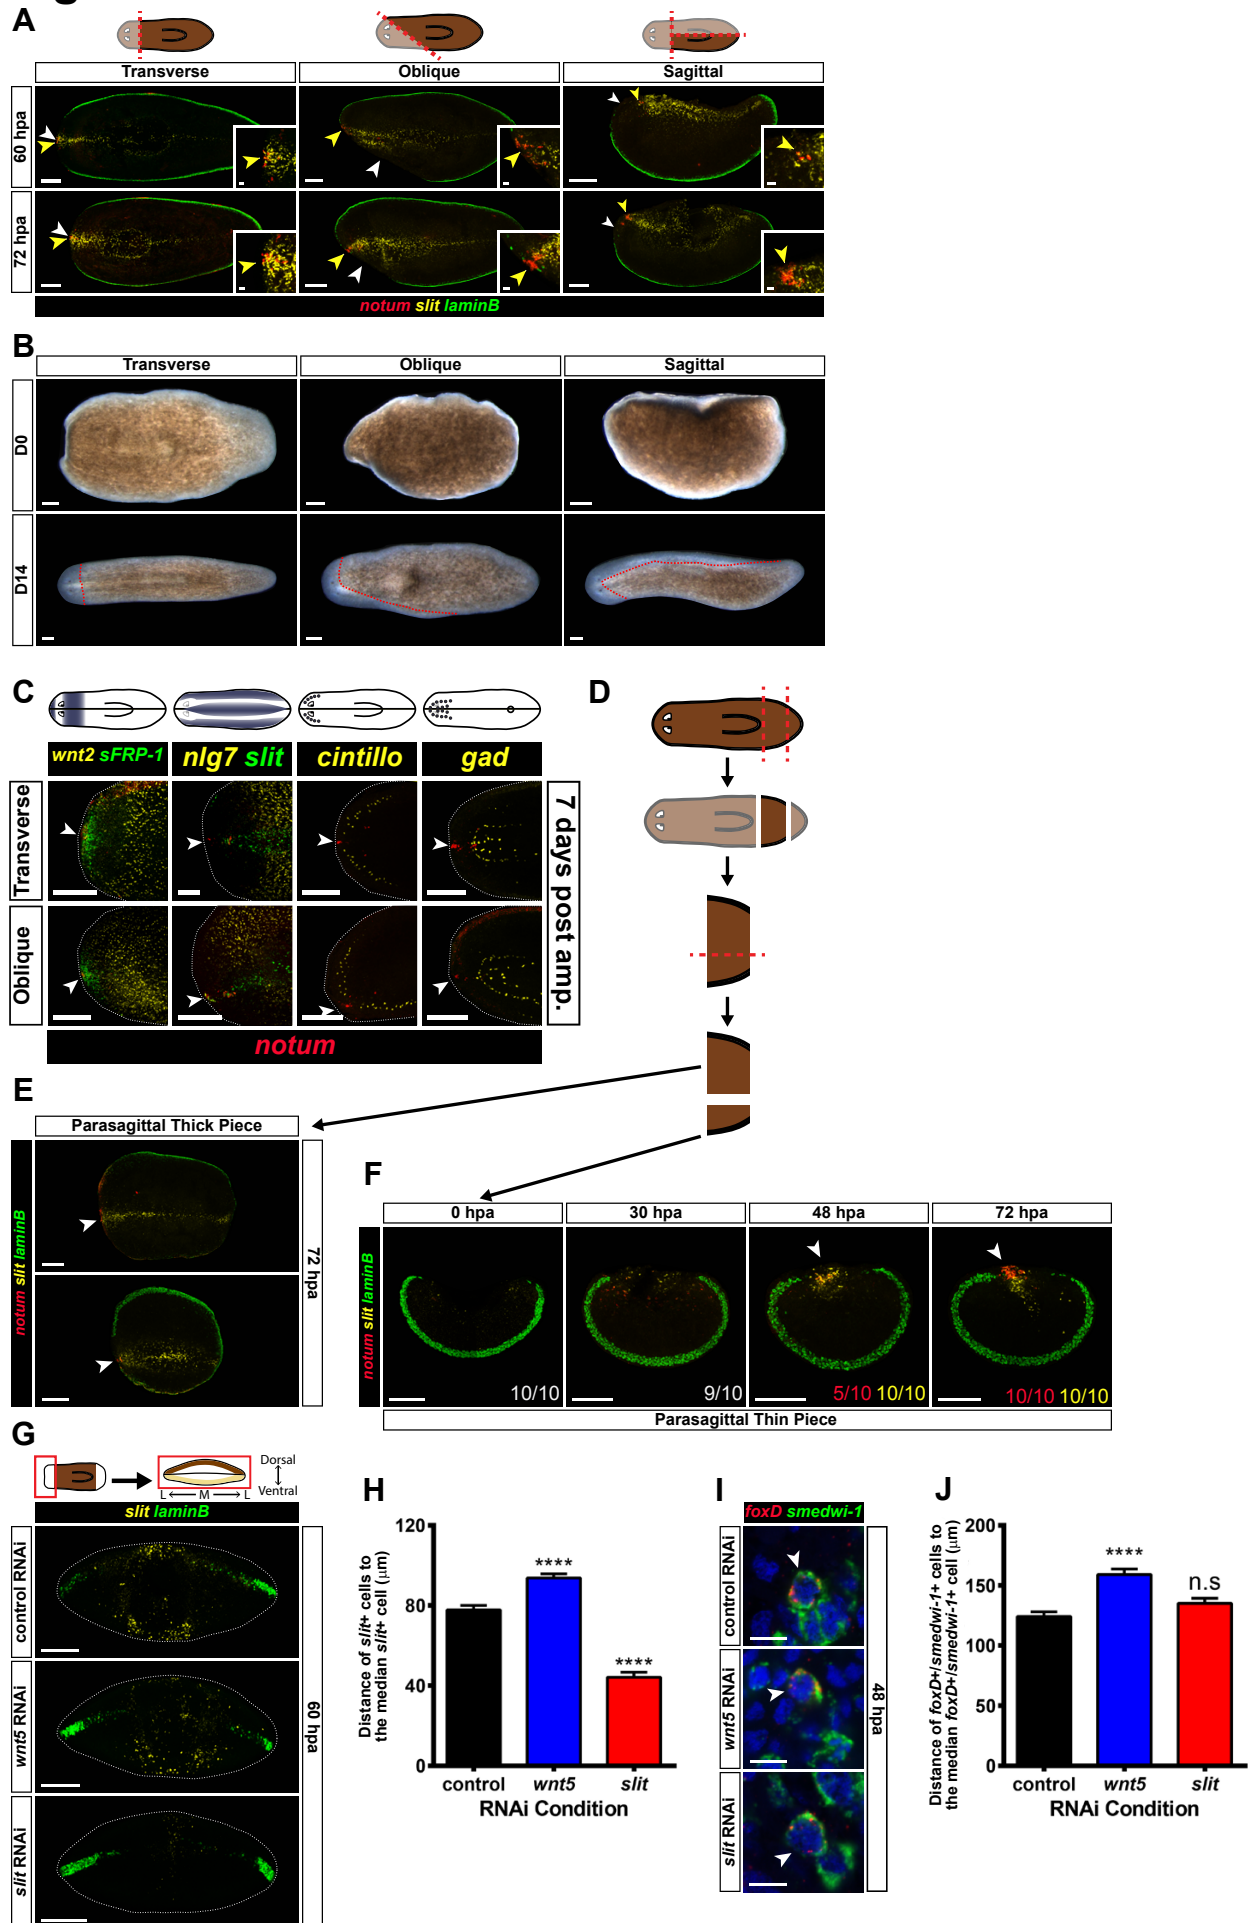 A
Transverse Oblique Sagittal
60 hpa
72 hpa
notum slit laminB
B
Transverse Oblique Sagittal
D0
D14
C
wnt2 sFRP-1 nlg7 slit cintillo gad
Transverse
Oblique
7 days post amp.
notum
D
E
Parasagittal Thick Piece
notum slit laminB
72 hpa
F
0 hpa 30 hpa 48 hpa 72 hpa
notum slit laminB
10/10 9/10 5/10 10/10 10/10 10/10
Parasagittal Thin Piece
G
Dorsal
Ventral
L M L
slit laminB
control RNAi
wnt5 RNAi
slit RNAi
60 hpa
H
Distance of slit+ cells to
the median slit+ cell (μm)
120
80
40
0
**** ****
control wnt5 slit
RNAi Condition
I
foxD smedwi-1
control RNAi
wnt5 RNAi
slit RNAi
48 hpa
J
Distance of foxD+/smedwi-1+ cells to
the median foxD+/smedwi-1+ cell (μm)
200
150
100
50
0
**** n.s
control wnt5 slit
RNAi Condition